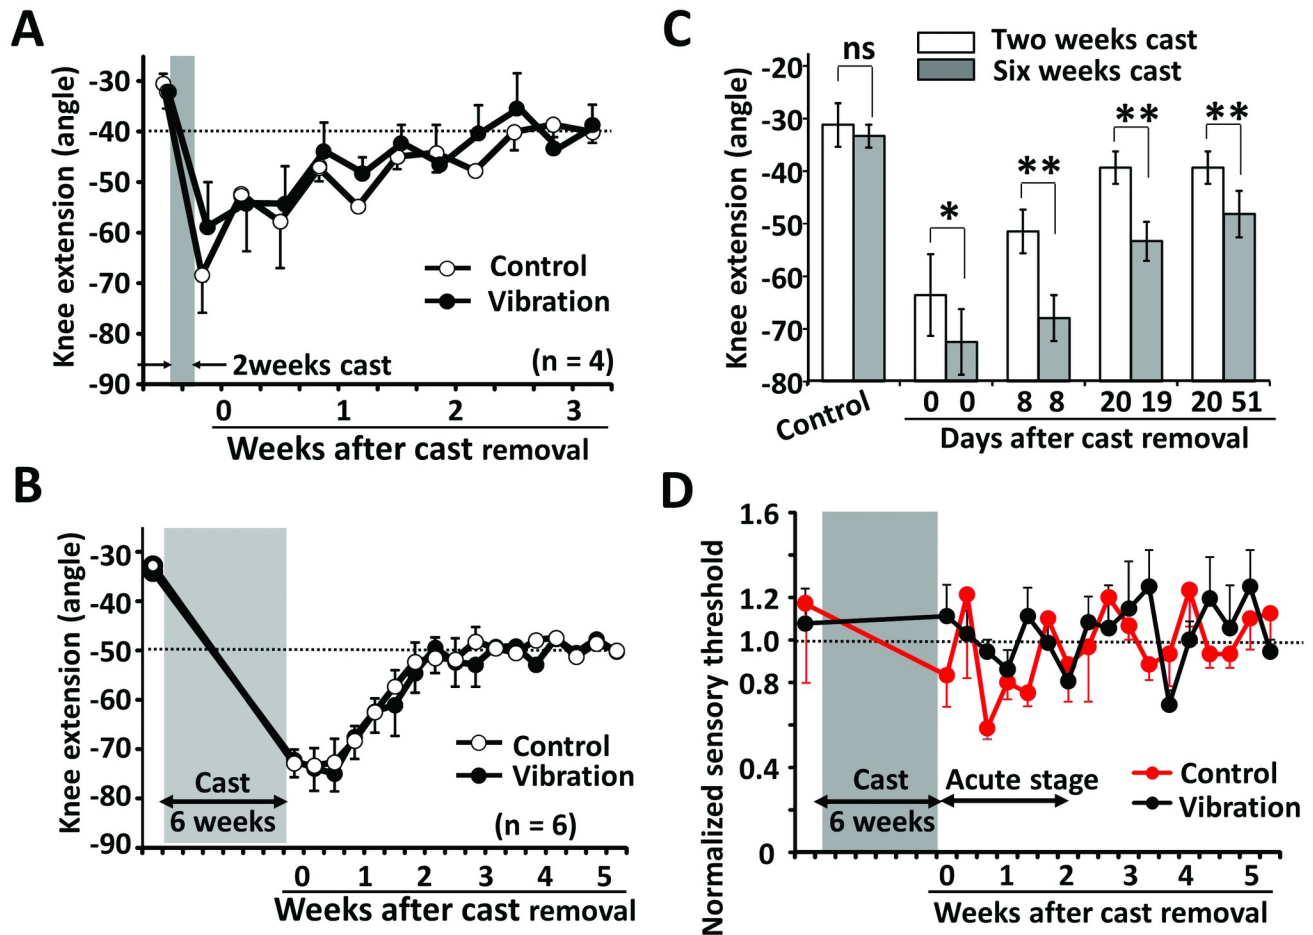 A
Knee extension (angle)
-30
-40
-50
-60
-70
-80
-90
Control
Vibration
2weeks cast
(n = 4)
0 1 2 3
Weeks after cast removal
B
Knee extension (angle)
-30
-40
-50
-60
-70
-80
-90
Cast
6 weeks
Control
Vibration
(n = 6)
0 1 2 3 4 5
Weeks after cast removal
C
Two weeks cast
Six weeks cast
Knee extension (angle)
-20
-30
-40
-50
-60
-70
-80
ns
*
**
**
**
Control
0 0 8 8 20 19 20 51
Days after cast removal
D
Normalized sensory threshold
1.6
1.2
1.0
0.8
0.4
0
Cast
6 weeks
Acute stage
Control
Vibration
0 1 2 3 4 5
Weeks after cast removal